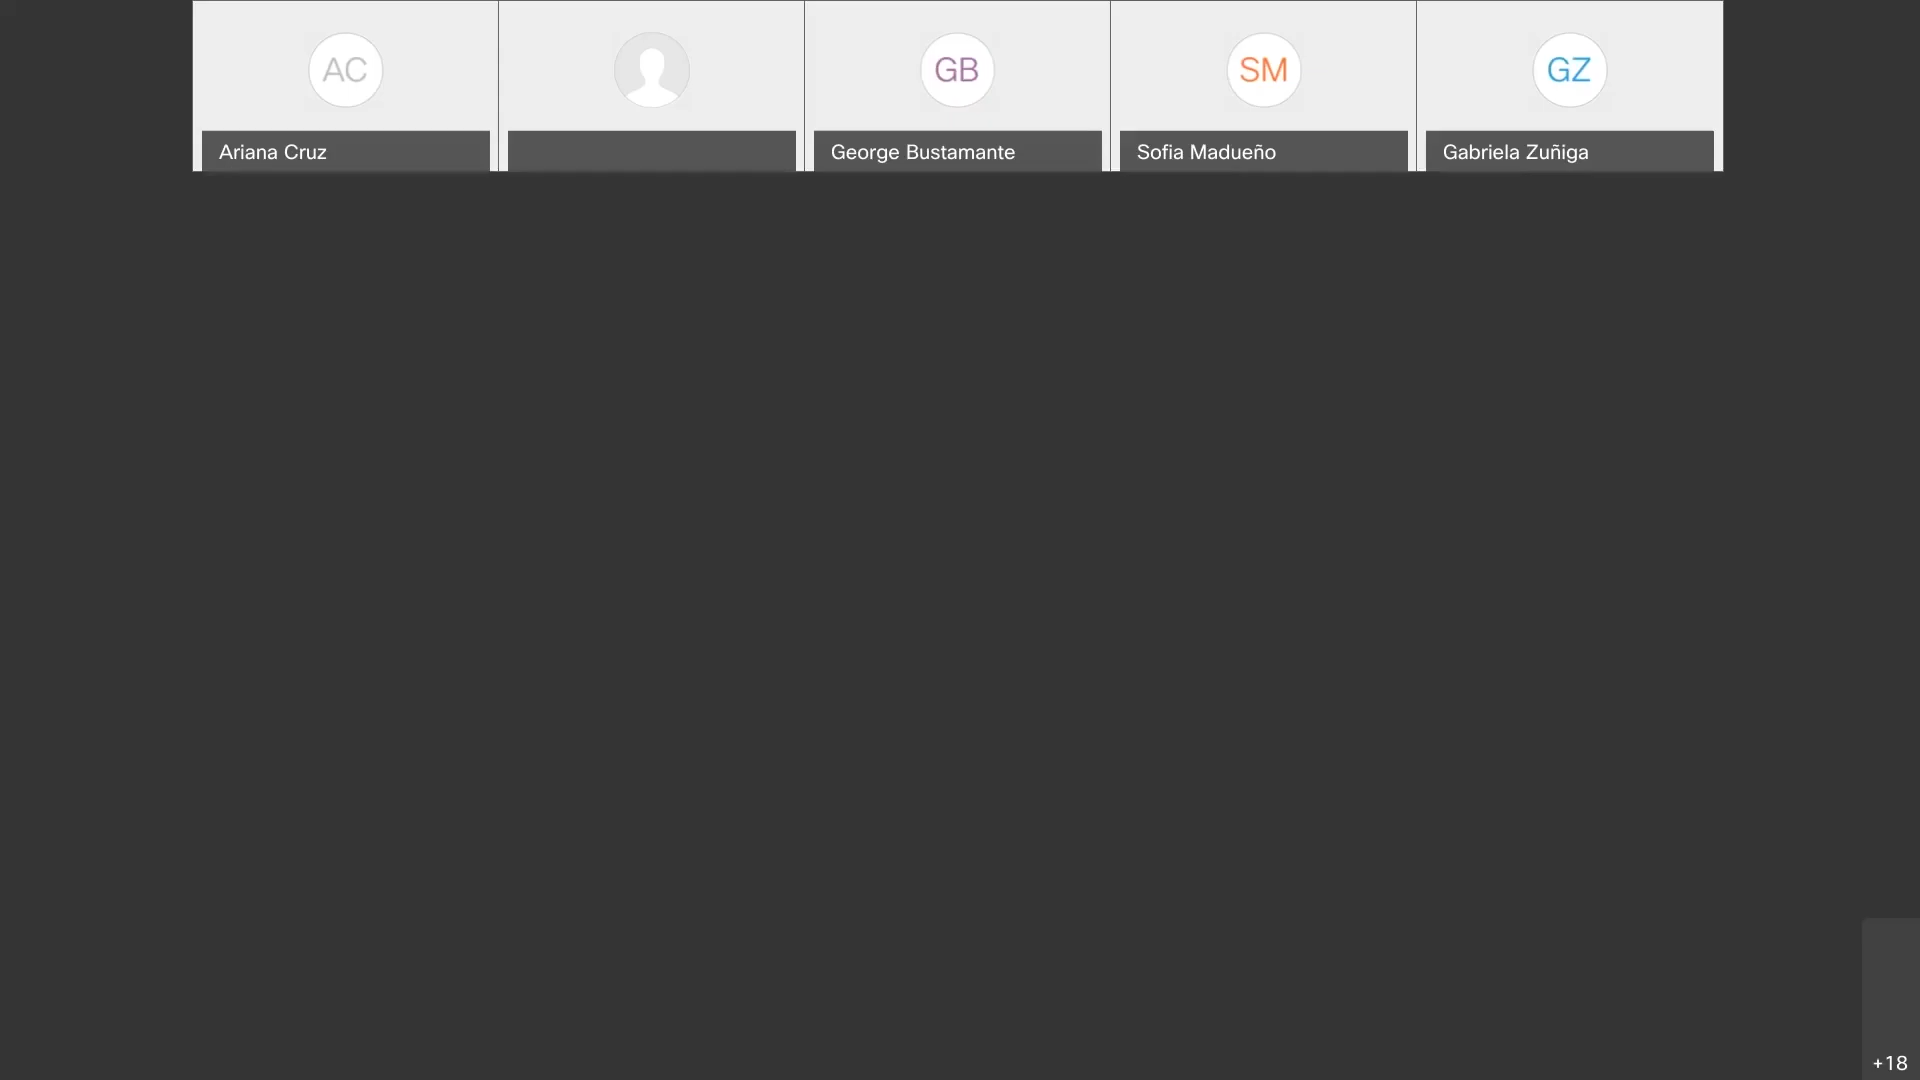 AC
GB
SM
GZ
Ariana Cruz
George Bustamante
Sofia Madueño
Gabriela Zuñiga
+18